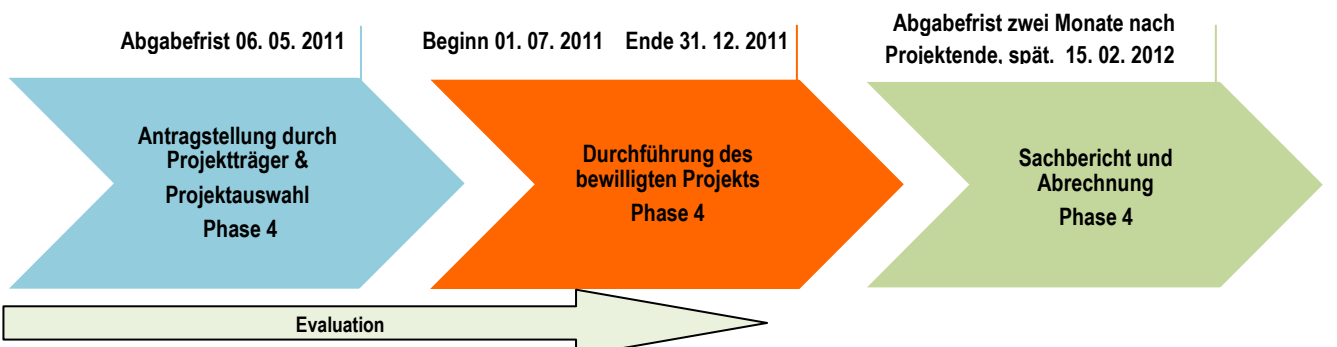 Abgabefrist 06. 05. 2011
Beginn 01. 07. 2011 Ende 31. 12. 2011
Abgabefrist zwei Monate nach
Projektende, spät. 15. 02. 2012
Antragstellung durch
Projektträger &
Projektauswahl
Phase 4
Durchführung des
bewilligten Projekts
Phase 4
Sachbericht und
Abrechnung
Phase 4
Evaluation